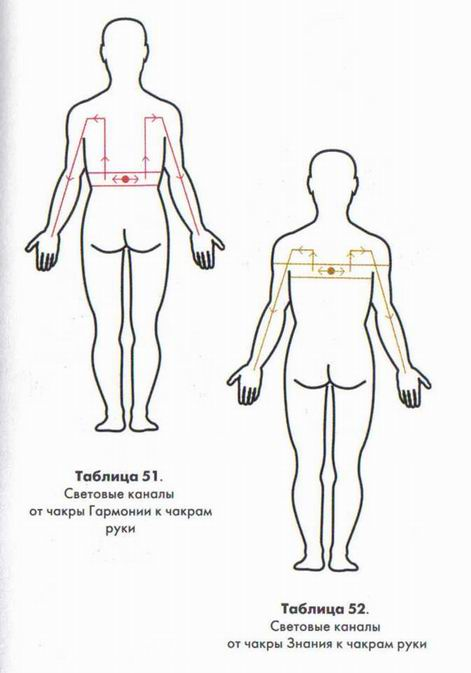 Таблица 51.
Световые каналы
от чакры Гармонии к чакрам
руки
Таблица 52.
Световые каналы
от чакры Знания к чакрам руки